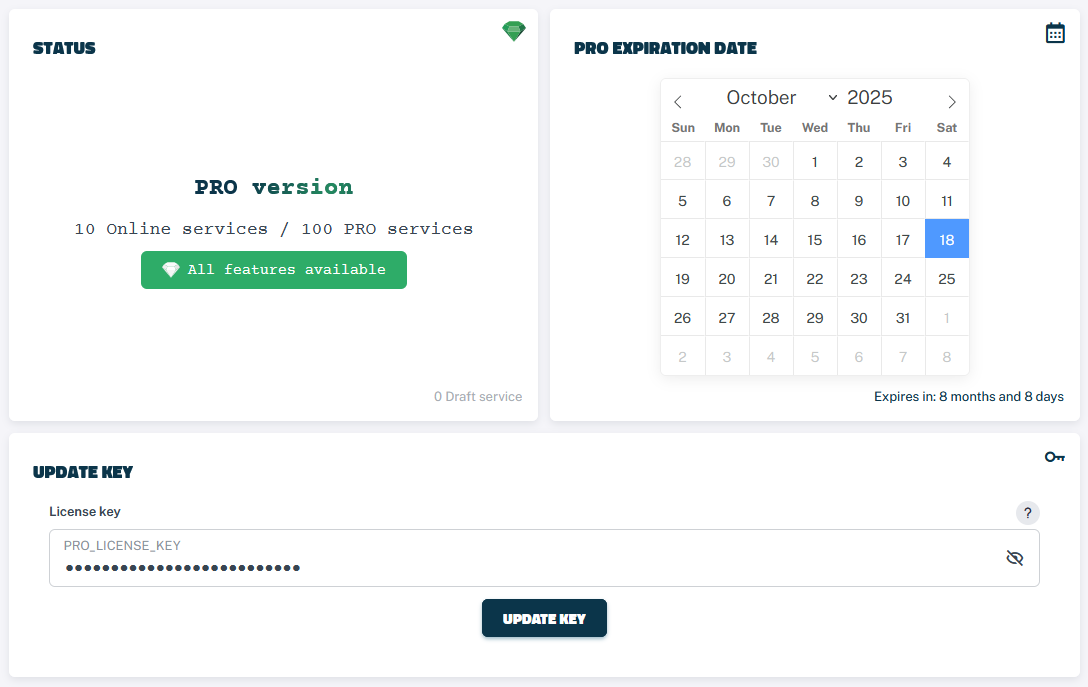 STATUS
PRO version
10 Online services / 100 PRO services
All features available
0 Draft service
PRO EXPIRATION DATE
October 2025
Sun Mon Tue Wed Thu Fri Sat
28 29 30 1 2 3 4
5 6 7 8 9 10 11
12 13 14 15 16 17 18
19 20 21 22 23 24 25
26 27 28 29 30 31 1
2 3 4 5 6 7 8
Expires in: 8 months and 8 days
UPDATE KEY
License key
?
PRO_LICENSE_KEY
••••••••••••••••••••••••••
UPDATE KEY